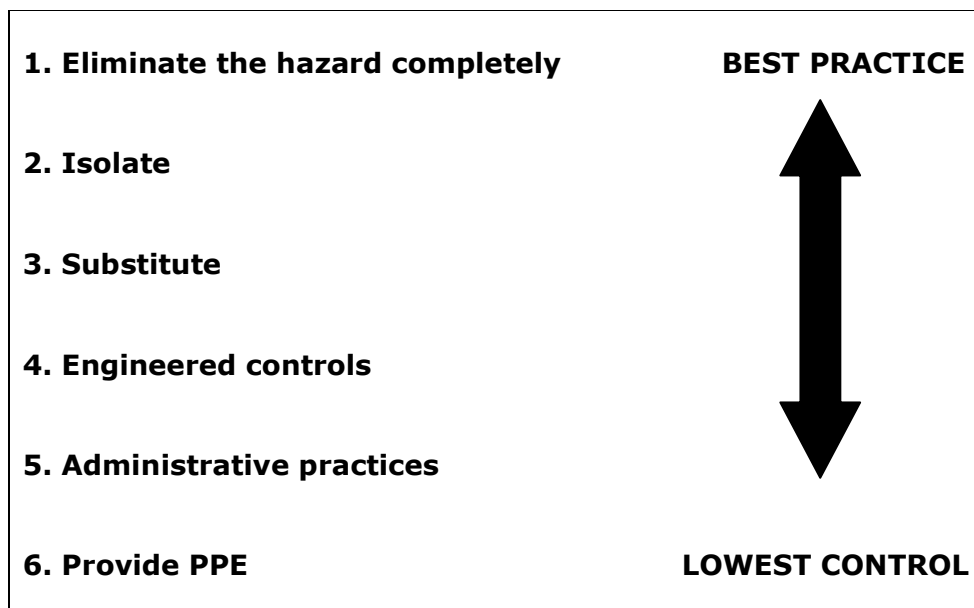 1. Eliminate the hazard completely BEST PRACTICE
2. Isolate
3. Substitute
4. Engineered controls
5. Administrative practices
6. Provide PPE LOWEST CONTROL